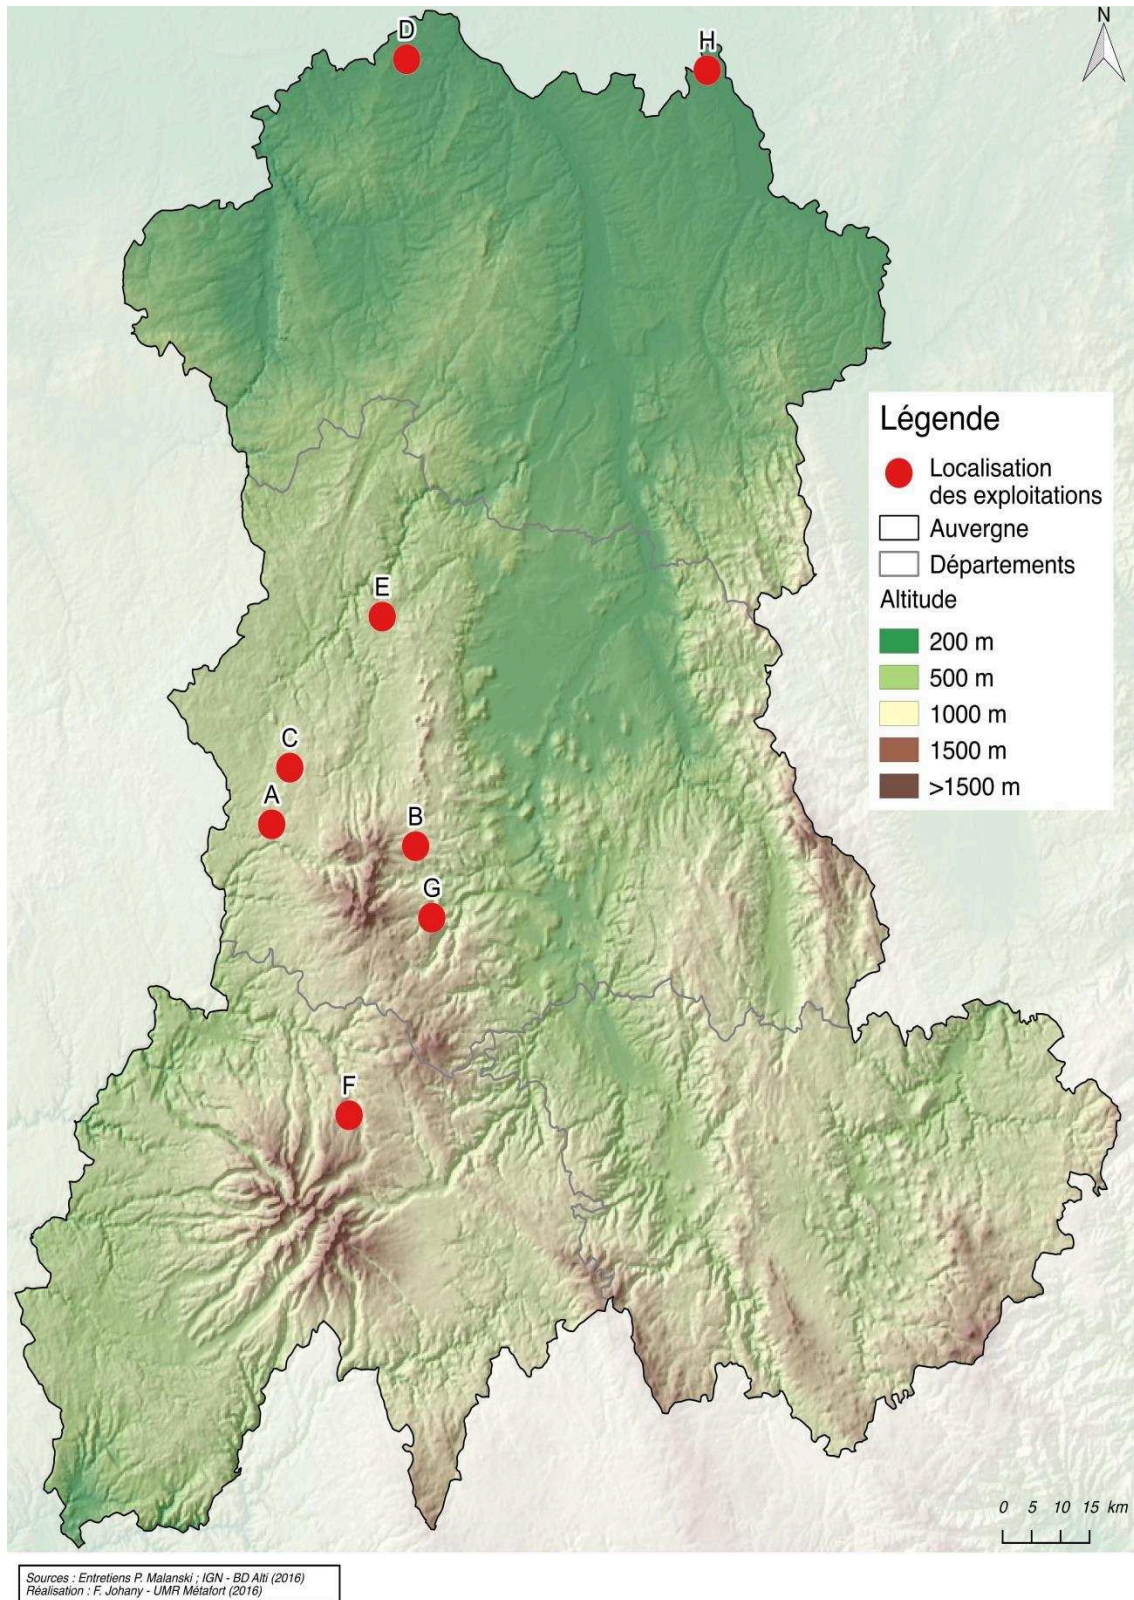 N
D
H
Légende
Localisation
des exploitations
Auvergne
Départements
Altitude
200 m
500 m
1000 m
1500 m
>1500 m
E
C
A
B
G
F
0 5 10 15 km
Sources : Entretiens P. Malanski ; IGN - BD Alti (2016)
Réalisation : F. Johany - UMR Métafort (2016)